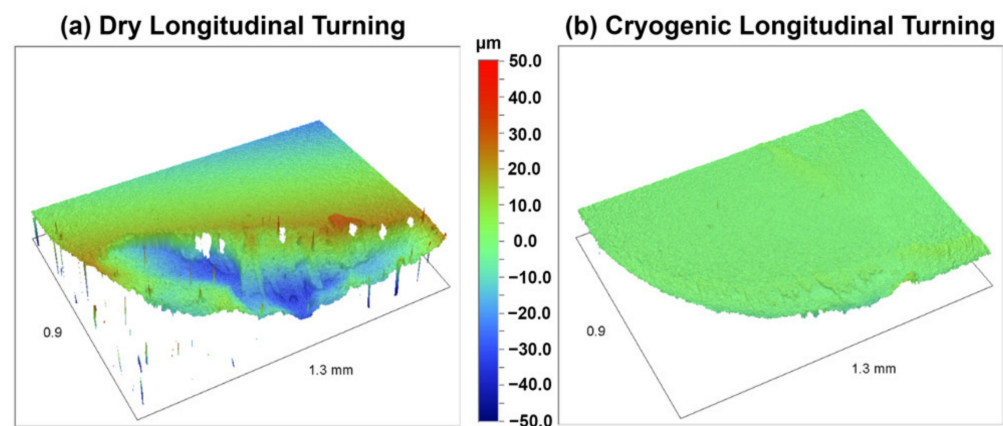 (a) Dry Longitudinal Turning
(b) Cryogenic Longitudinal Turning
µm
50.0
40.0
30.0
20.0
10.0
0.0
−10.0
−20.0
−30.0
−40.0
−50.0
0.9
1.3 mm
0.9
1.3 mm